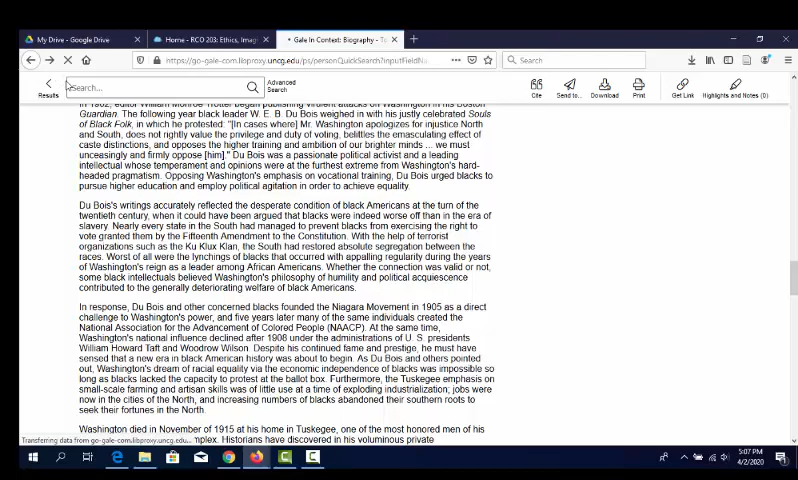 My Drive - Google Drive
Home - RCO 203: Ethics, Imag
Gale In Context: Biography - T
https://go-gale-com.libproxy.uncg.edu/ps/personQuickSearch?inputFieldN
Search
Results
Search...
Advanced
Search
Cite
Send to...
Download
Print
Get Link
Highlights and Notes (0)
In 1902, editor William Monroe Trotter began publishing virulent attacks on Washington in his Boston
Guardian. The following year black leader W. E. B. Du Bois weighed in with his justly celebrated Souls
of Black Folk, in which he protested: "[In cases where] Mr. Washington apologizes for injustice North
and South, does not rightly value the privilege and duty of voting, belittles the emasculating effect of
caste distinctions, and opposes the higher training and ambition of our brighter minds ... we must
unceasingly and firmly oppose [him]." Du Bois was a passionate political activist and a leading
intellectual whose temperament and opinions were at the furthest extreme from Washington's hard-
headed pragmatism. Opposing Washington's emphasis on vocational training, Du Bois urged blacks to
pursue higher education and employ political agitation in order to achieve equality.
Du Bois's writings accurately reflected the desperate condition of black Americans at the turn of the
twentieth century, when it could have been argued that blacks were indeed worse off than in the era of
slavery. Nearly every state in the South had managed to prevent blacks from exercising the right to
vote granted them by the Fifteenth Amendment to the Constitution. With the help of terrorist
organizations such as the Ku Klux Klan, the South had restored absolute segregation between the
races. Worst of all were the lynchings of blacks that occurred with appalling regularity during the years
of Washington's reign as a leader among African Americans. Whether the connection was valid or not,
some black intellectuals believed Washington's philosophy of humility and political acquiescence
contributed to the generally deteriorating welfare of black Americans.
In response, Du Bois and other concerned blacks founded the Niagara Movement in 1905 as a direct
challenge to Washington's power, and five years later many of the same individuals created the
National Association for the Advancement of Colored People (NAACP). At the same time,
Washington's national influence declined after 1908 under the administrations of U. S. presidents
William Howard Taft and Woodrow Wilson. Despite his continued fame and prestige, he must have
sensed that a new era in black American history was about to begin. As Du Bois and others pointed
out, Washington's dream of racial equality via the economic independence of blacks was impossible so
long as blacks lacked the capacity to protest at the ballot box. Furthermore, the Tuskegee emphasis on
small-scale farming and artisan skills was of little use at a time of exploding industrialization; jobs were
now in the cities of the North, and increasing numbers of blacks abandoned their southern roots to
seek their fortunes in the North.
Washington died in November of 1915 at his home in Tuskegee, one of the most honored men of his
Transferring data from go-gale-com.libproxy.uncg.edu...
mplex. Historians have discovered in his voluminous private
5:07 PM
4/2/2020